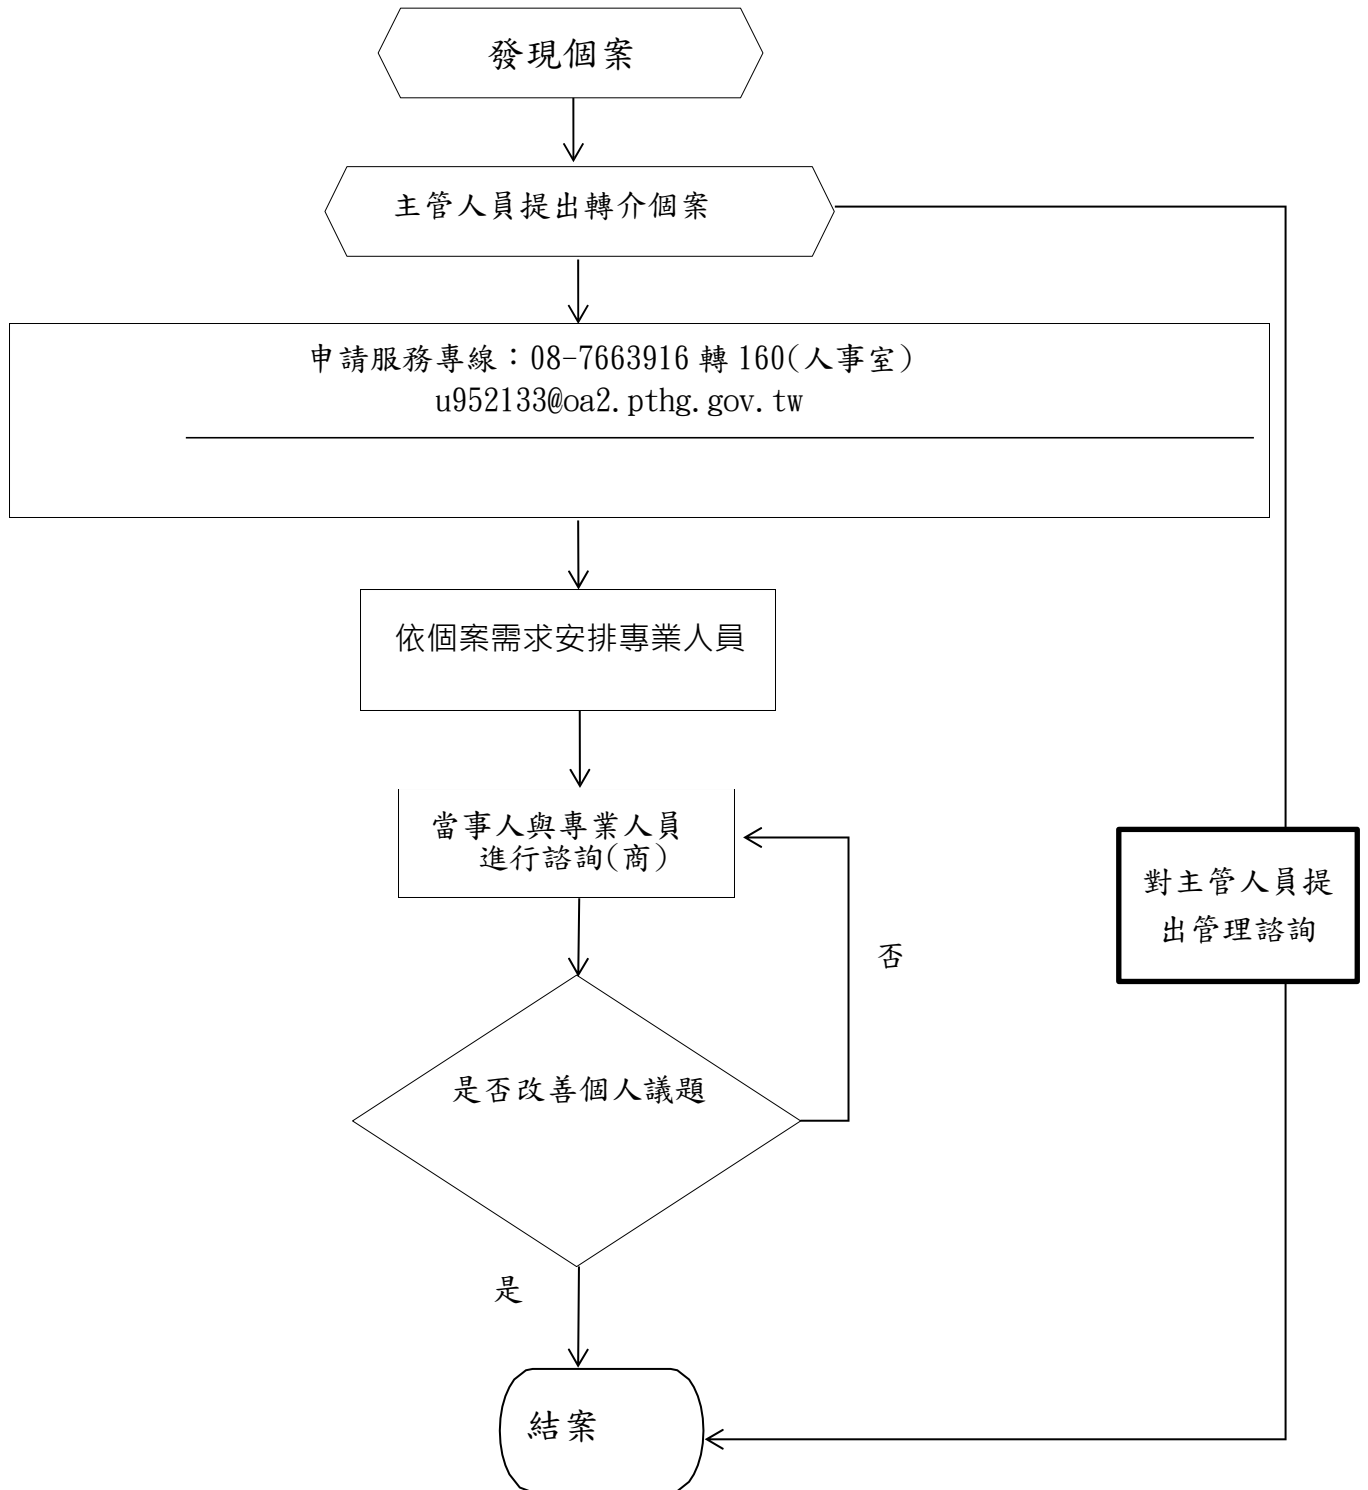 發現個案
主管人員提出轉介個案
申請服務專線：08-7663916 轉 160(人事室)
u952133@oa2.pthg.gov.tw
依個案需求安排專業人員
當事人與專業人員
進行諮詢(商)
對主管人員提
出管理諮詢
否
是否改善個人議題
是
結案